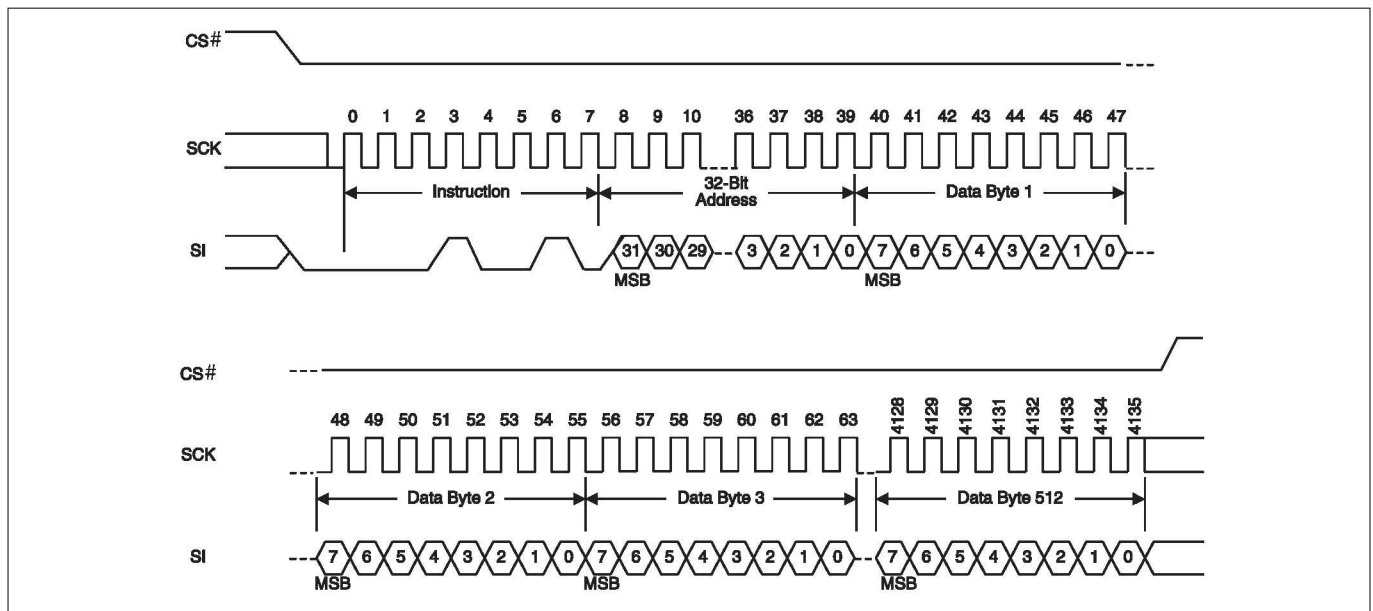 CS#
0 1 2 3 4 5 6 7 8 9 10 36 37 38 39 40 41 42 43 44 45 46 47
SCK
Instruction
32-Bit
Address
Data Byte 1
SI
31 30 29 3 2 1 0 7 6 5 4 3 2 1 0
MSB MSB
CS#
48 49 50 51 52 53 54 55 56 57 58 59 60 61 62 63 4128 4129 4130 4131 4132 4133 4134 4135
SCK
Data Byte 2 Data Byte 3 Data Byte 512
SI
7 6 5 4 3 2 1 0 7 6 5 4 3 2 1 0 7 6 5 4 3 2 1 0
MSB MSB MSB